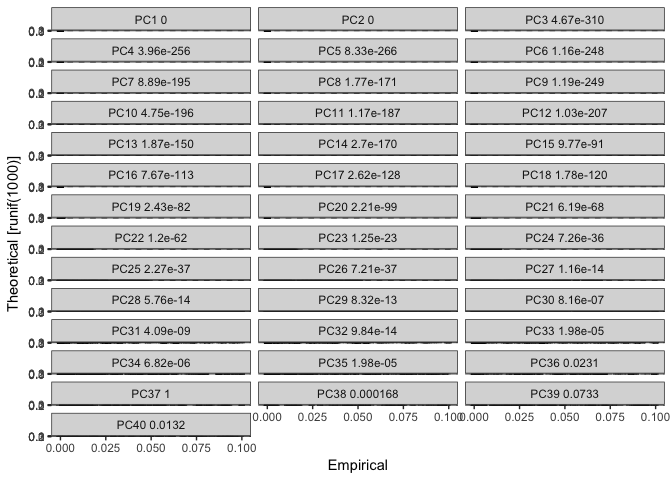 PC1 0 PC2 0 PC3 4.67e-310
PC4 3.96e-256 PC5 8.33e-266 PC6 1.16e-248
PC7 8.89e-195 PC8 1.77e-171 PC9 1.19e-249
PC10 4.75e-196 PC11 1.17e-187 PC12 1.03e-207
PC13 1.87e-150 PC14 2.7e-170 PC15 9.77e-91
PC16 7.67e-113 PC17 2.62e-128 PC18 1.78e-120
PC19 2.43e-82 PC20 2.21e-99 PC21 6.19e-68
PC22 1.2e-62 PC23 1.25e-23 PC24 7.26e-36
PC25 2.27e-37 PC26 7.21e-37 PC27 1.16e-14
PC28 5.76e-14 PC29 8.32e-13 PC30 8.16e-07
PC31 4.09e-09 PC32 9.84e-14 PC33 1.98e-05
PC34 6.82e-06 PC35 1.98e-05 PC36 0.0231
PC37 1 PC38 0.000168 PC39 0.0733
PC40 0.0132
0.000 0.025 0.050 0.075 0.100 0.000 0.025 0.050 0.075 0.100
0.000 0.025 0.050 0.075 0.100
Empirical
Theoretical [runif(1000)]